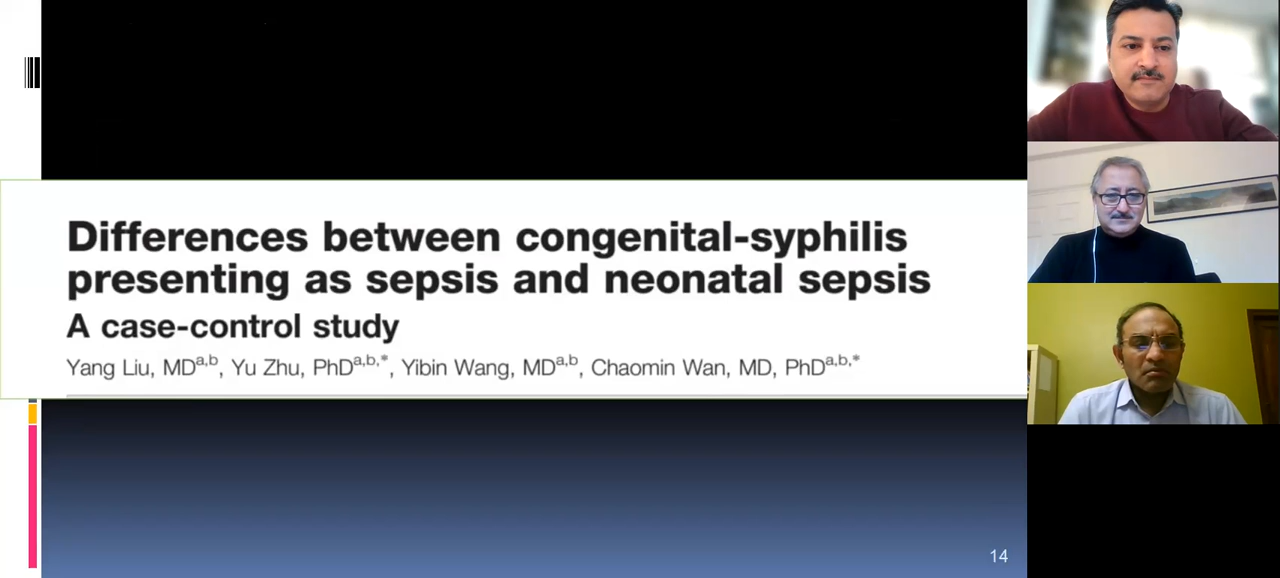 Differences between congenital-syphilis
presenting as sepsis and neonatal sepsis
A case-control study
Yang Liu, MDa,b, Yu Zhu, PhDa,b,*, Yibin Wang, MDa,b, Chaomin Wan, MD, PhDa,b,*
14